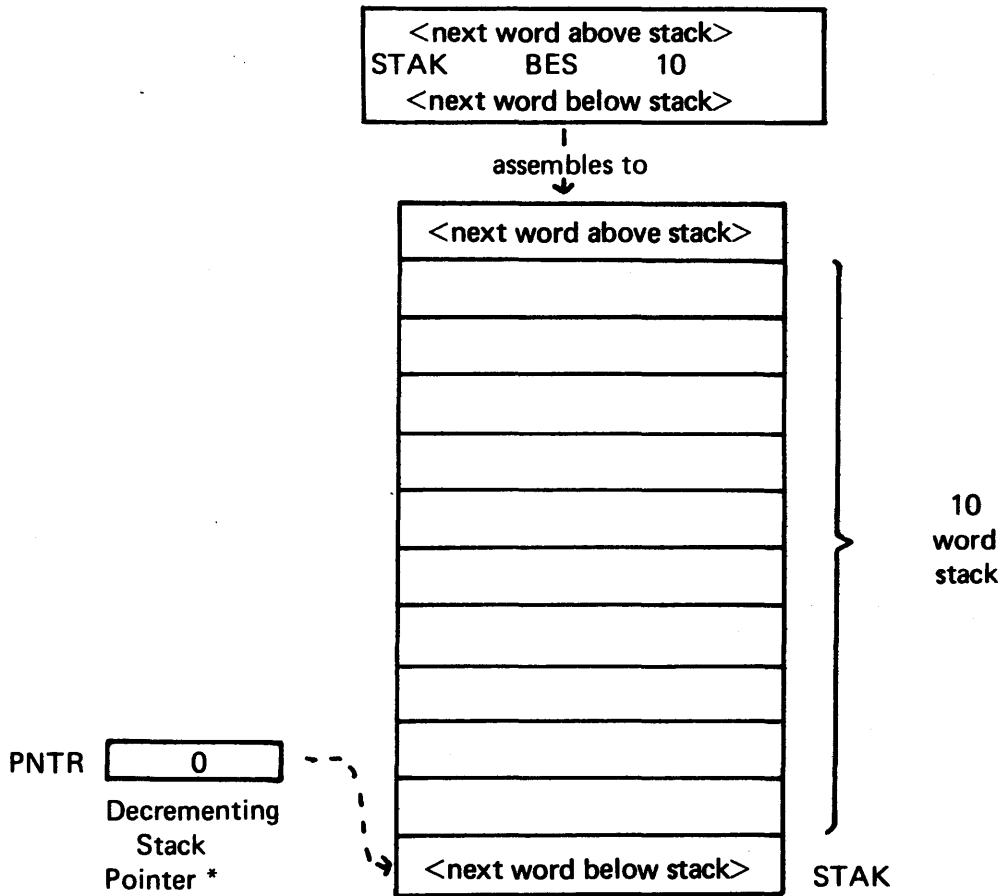 <next word above stack>
STAK BES 10
<next word below stack>
assembles to
<next word above stack>
10
word
stack
PNTR 0
Decrementing
Stack
Pointer *
<next word below stack>
STAK